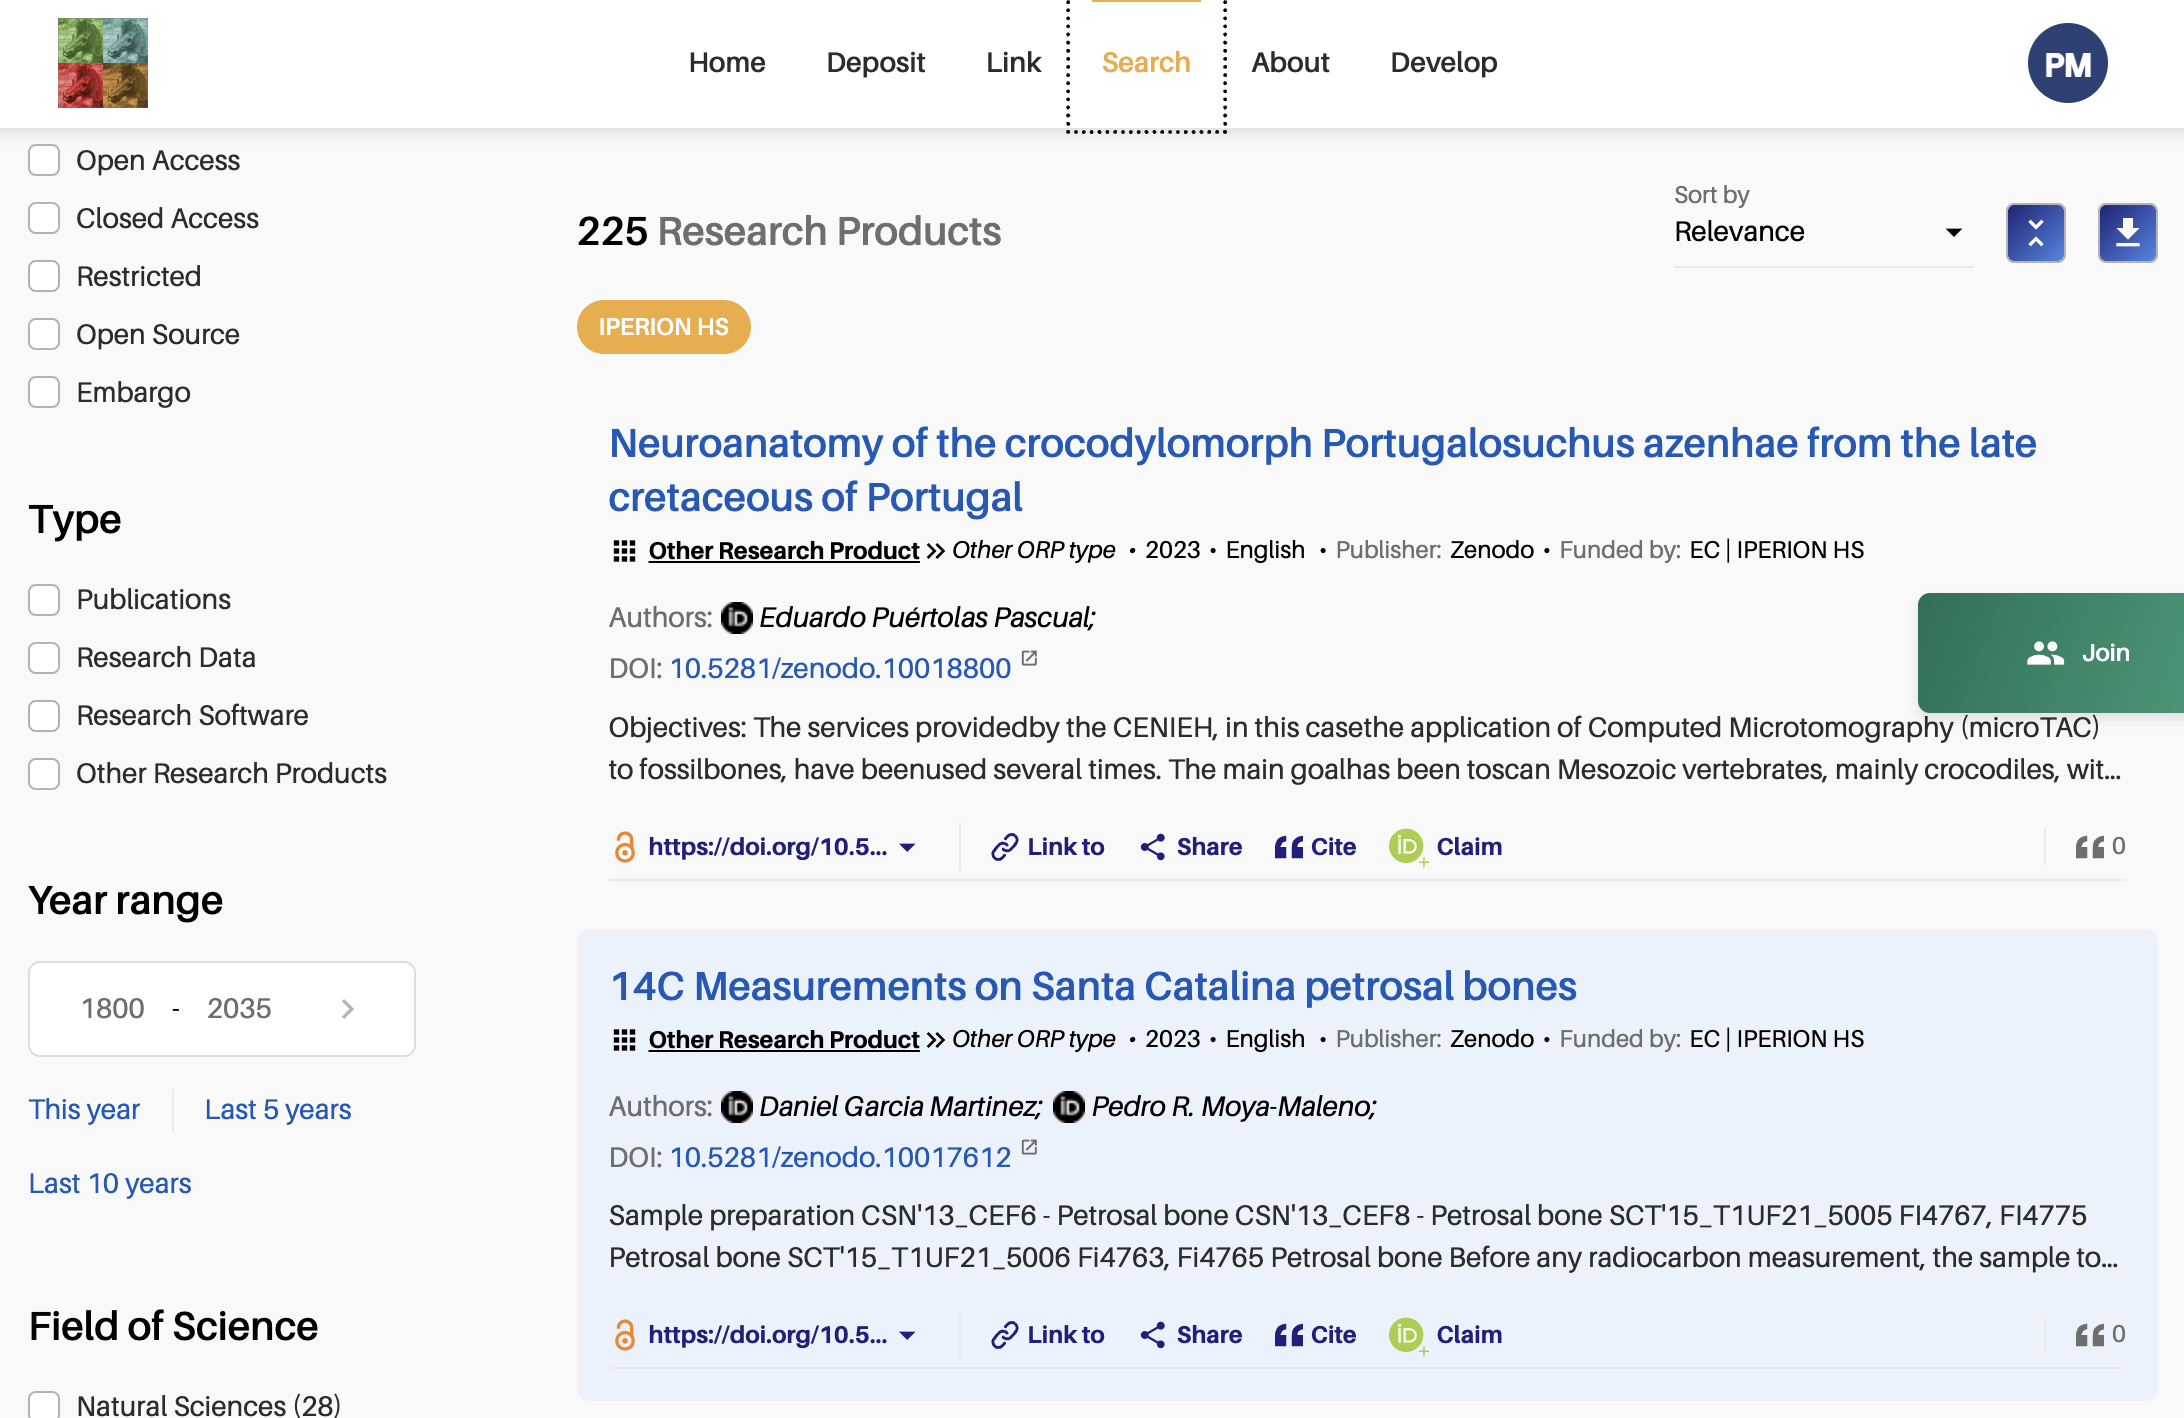 Home Deposit Link Search About Develop PM
Open Access
Closed Access
Restricted
Open Source
Embargo
Type
Publications
Research Data
Research Software
Other Research Products
Year range
1800 - 2035
This year Last 5 years
Last 10 years
Field of Science
Natural Sciences (28)
225 Research Products
Sort by
Relevance
IPERION HS
Neuroanatomy of the crocodylomorph Portugalosuchus azenhae from the late
cretaceous of Portugal
Other Research Product Other ORP type • 2023 • English • Publisher: Zenodo • Funded by: EC | IPERION HS
Authors: iD Eduardo Puértolas Pascual;
DOI: 10.5281/zenodo.10018800
Join
Objectives: The services providedby the CENIEH, in this casethe application of Computed Microtomography (microTAC)
to fossilbones, have beenused several times. The main goalhas been toscan Mesozoic vertebrates, mainly crocodiles, wit...
https://doi.org/10.5... Link to Share Cite iD Claim 0
14C Measurements on Santa Catalina petrosal bones
Other Research Product Other ORP type • 2023 • English • Publisher: Zenodo • Funded by: EC | IPERION HS
Authors: iD Daniel Garcia Martinez; iD Pedro R. Moya-Maleno;
DOI: 10.5281/zenodo.10017612
Sample preparation CSN'13_CEF6 - Petrosal bone CSN'13_CEF8 - Petrosal bone SCT'15_T1UF21_5005 FI4767, FI4775
Petrosal bone SCT'15_T1UF21_5006 Fi4763, Fi4765 Petrosal bone Before any radiocarbon measurement, the sample to...
https://doi.org/10.5... Link to Share Cite iD Claim 0